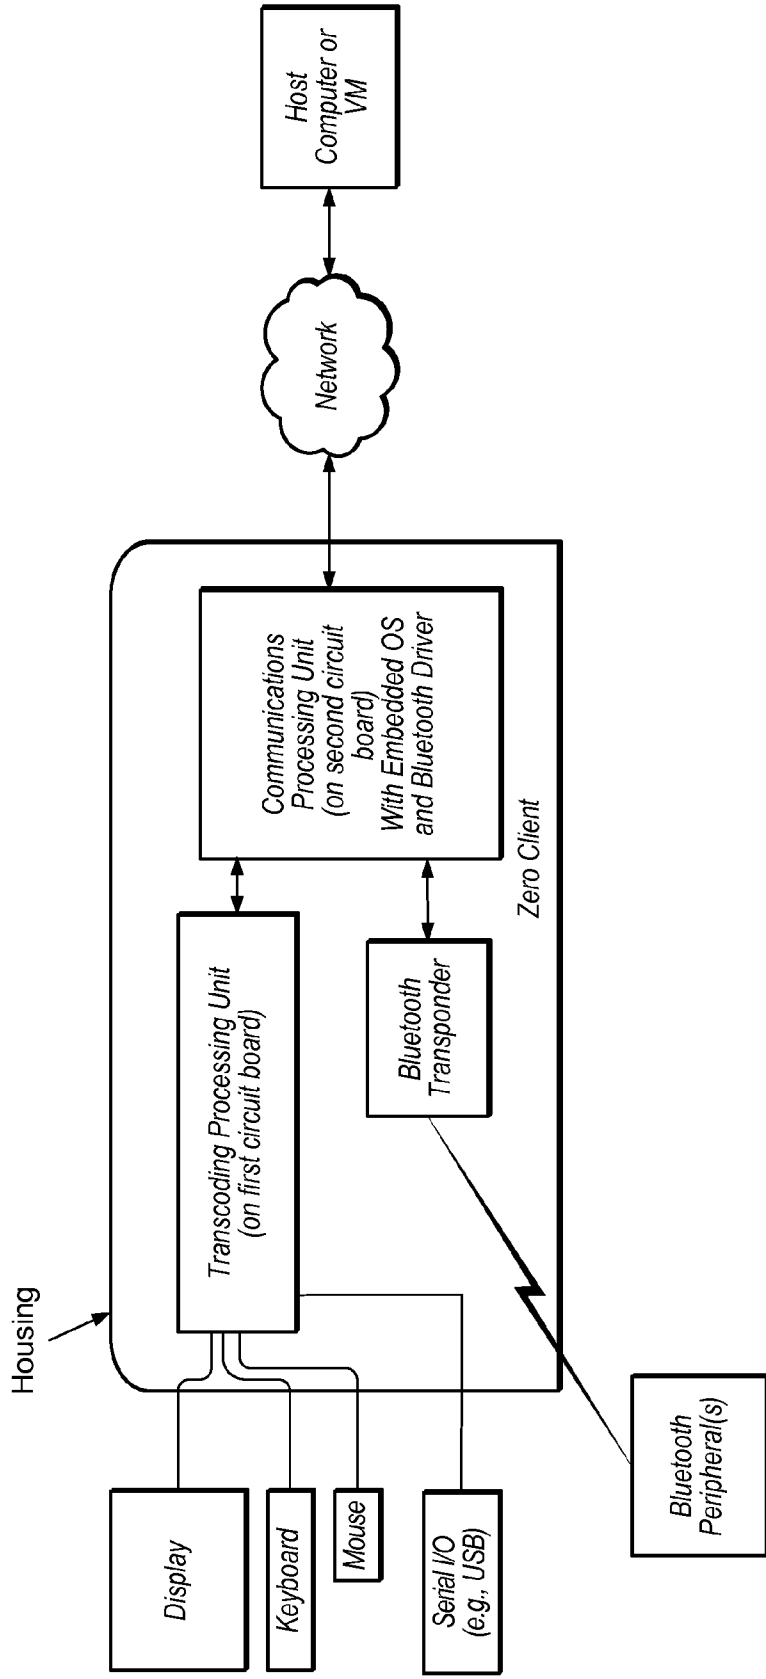 Housing
Display
Keyboard
Mouse
Serial I/O
(e.g., USB)
Transcoding Processing Unit
(on first circuit board)
Bluetooth
Transponder
Bluetooth
Peripheral(s)
Communications
Processing Unit
(on second circuit
board)
With Embedded OS
and Bluetooth Driver
Zero Client
Network
Host
Computer or
VM